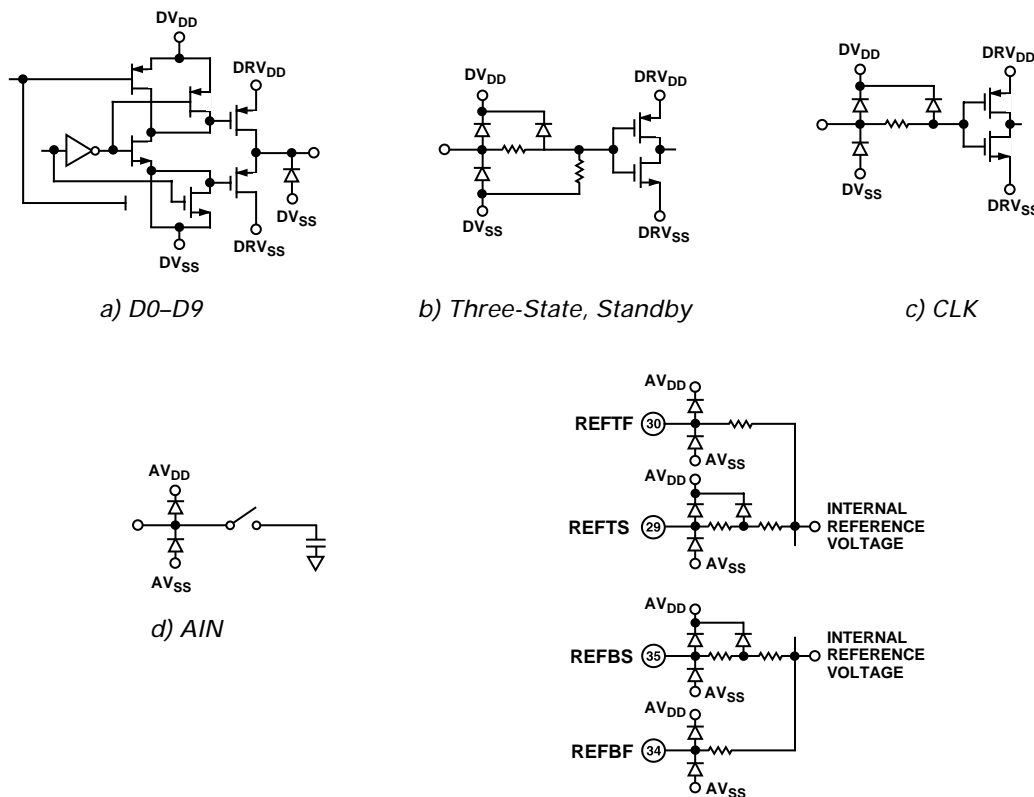 DVDD
DRVDD
DVSS
DRVSS
DVSS
a) D0–D9
DVDD
DRVDD
DVSS
DRVSS
b) Three-State, Standby
DVDD
DRVDD
DVSS
DRVSS
c) CLK
AVDD
AVSS
d) AIN
AVDD
REFTF 30
AVSS
AVDD
REFTS 29
AVSS
INTERNAL
REFERENCE
VOLTAGE
AVDD
REFBS 35
AVSS
INTERNAL
REFERENCE
VOLTAGE
AVDD
REFBF 34
AVSS